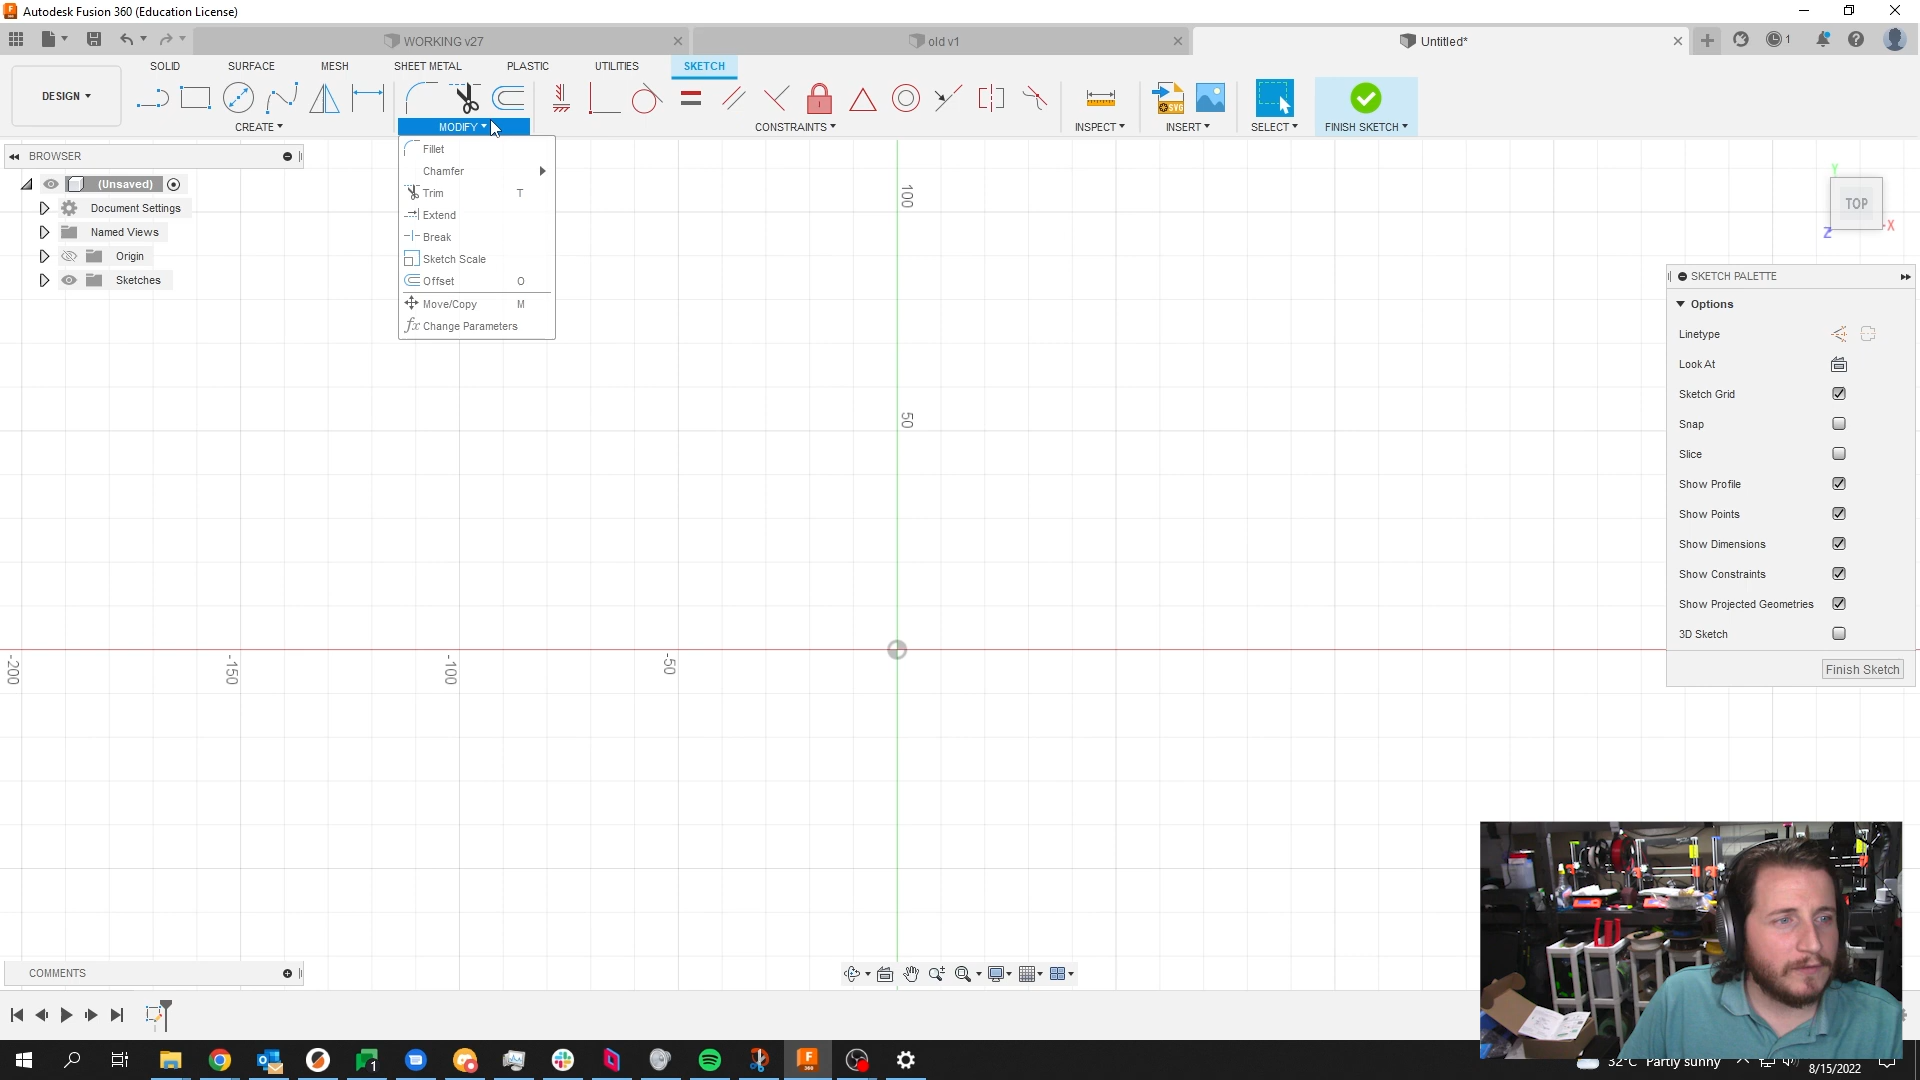 Autodesk Fusion 360 (Education License)
WORKING v27
old v1
Untitled*
1
SOLID
SURFACE
MESH
SHEET METAL
PLASTIC
UTILITIES
SKETCH
DESIGN
CREATE
MODIFY
CONSTRAINTS
INSPECT
INSERT
SVG
SELECT
FINISH SKETCH
BROWSER
(Unsaved)
Document Settings
Named Views
Origin
Sketches
Fillet
Chamfer
Trim T
Extend
Break
Sketch Scale
Offset O
Move/Copy M
fx Change Parameters
100
50
-200
-150
-100
-50
Y
TOP
X
Z
SKETCH PALETTE
Options
Linetype
Look At
Sketch Grid
Snap
Slice
Show Profile
Show Points
Show Dimensions
Show Constraints
Show Projected Geometries
3D Sketch
Finish Sketch
COMMENTS
32°C Partly sunny
8/15/2022